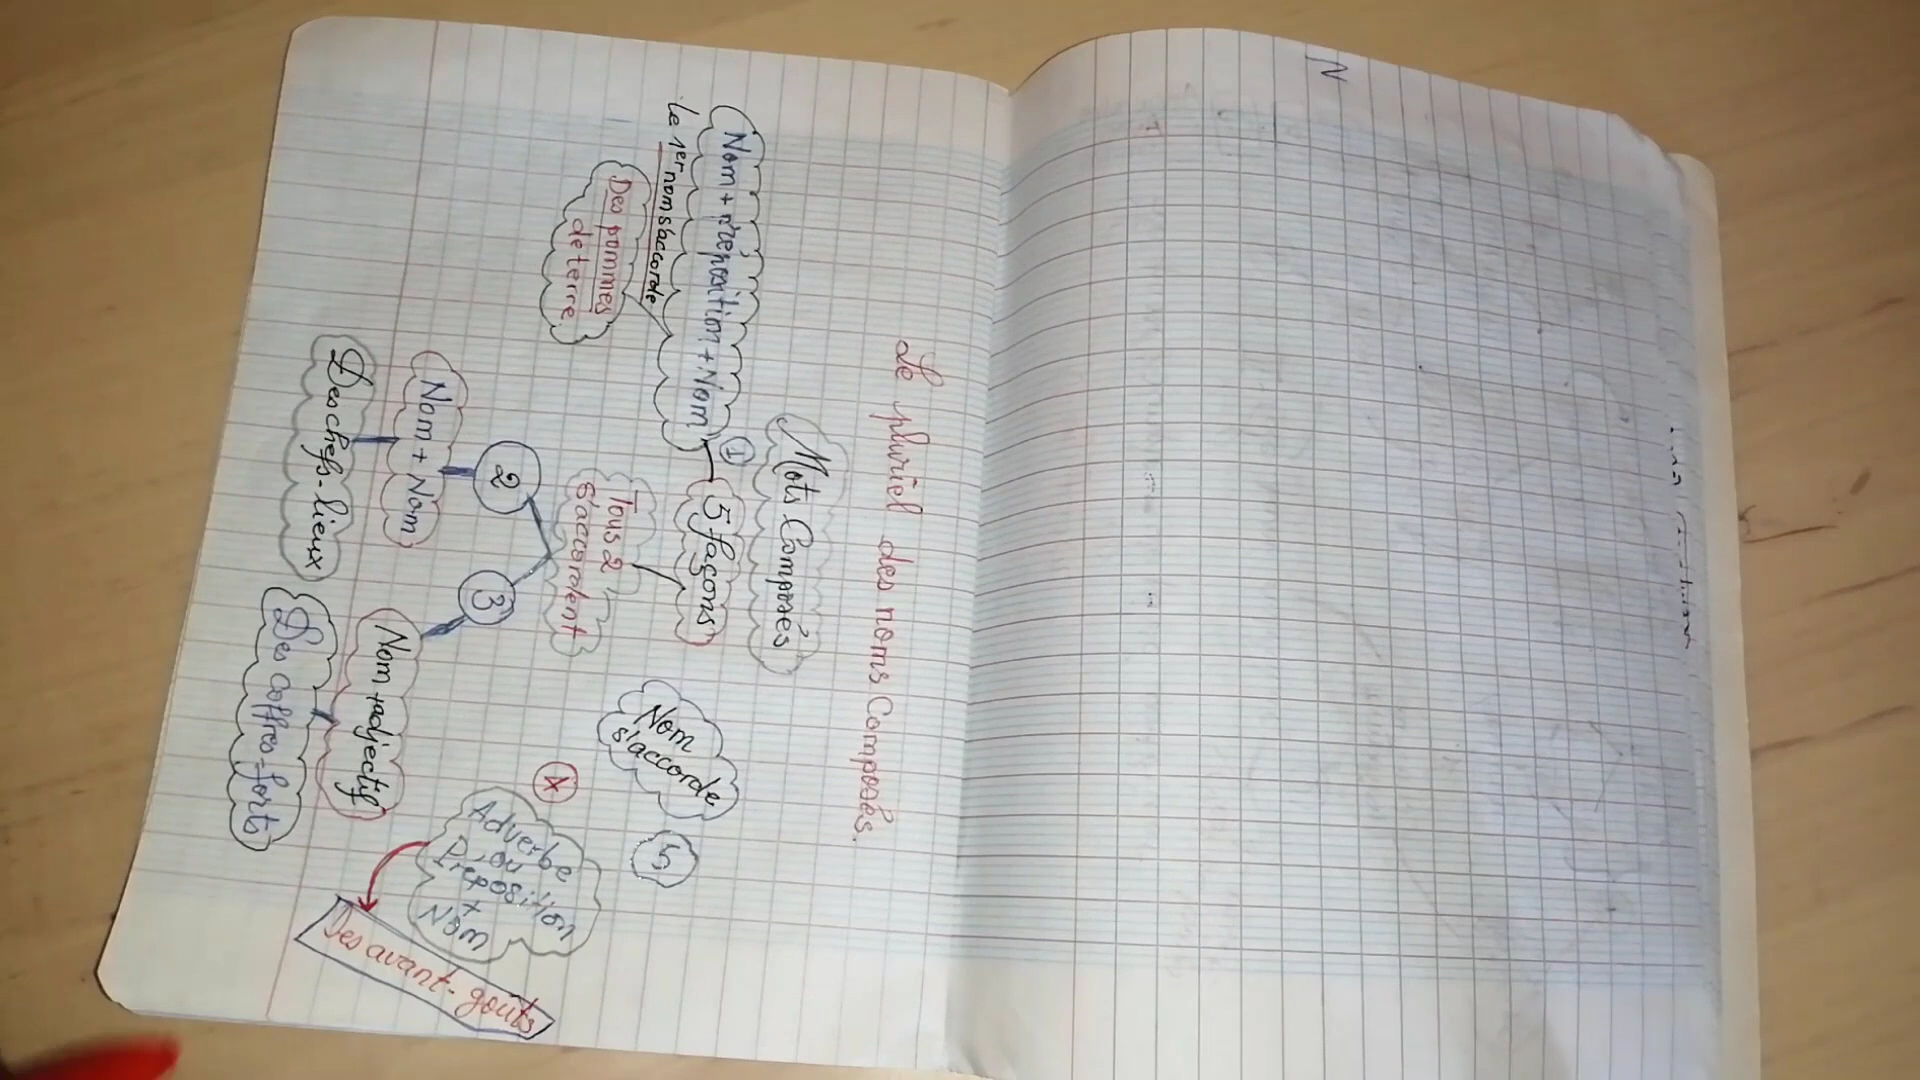 Le pluriel des noms Composés.
Mots Composés
5 façons
1
Nom + Préposition + Nom
Le 1er nom s'accorde
Des pommes
de terre
Tous 2
s'accordent
2
Nom + Nom
Des chefs-lieux
3
Nom + adjectif
Des coffres-forts
Nom
s'accorde
5
4
Adverbe
ou
Préposition
+
Nom
Des avant-goûts
N